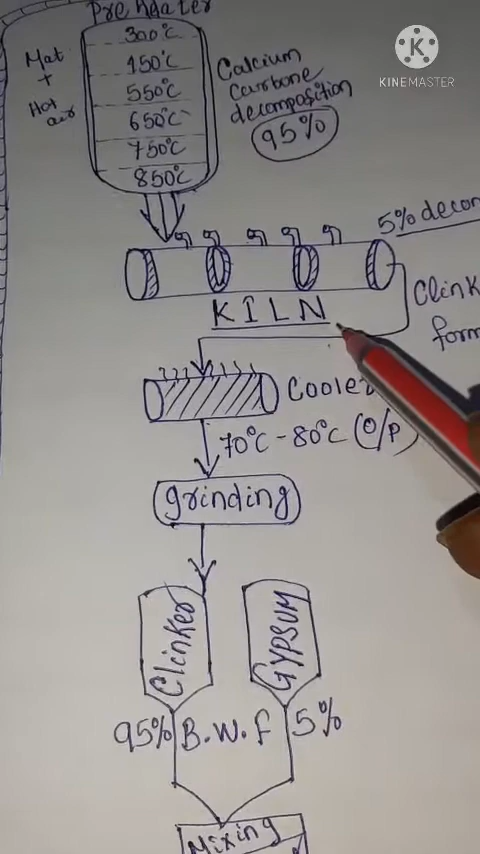 Pre heater
300°C
Mat
+
Hot
air
450°C
550°C
650°C
750°C
850°C
Calcium
Carbone
decomposition
95%
KINEMASTER
5% decom
KILN
Clink
form
Cooler
70°C - 80°C (O/P)
grinding
Clinker
GYPSUM
95%
B.W.F
5%
Mixing